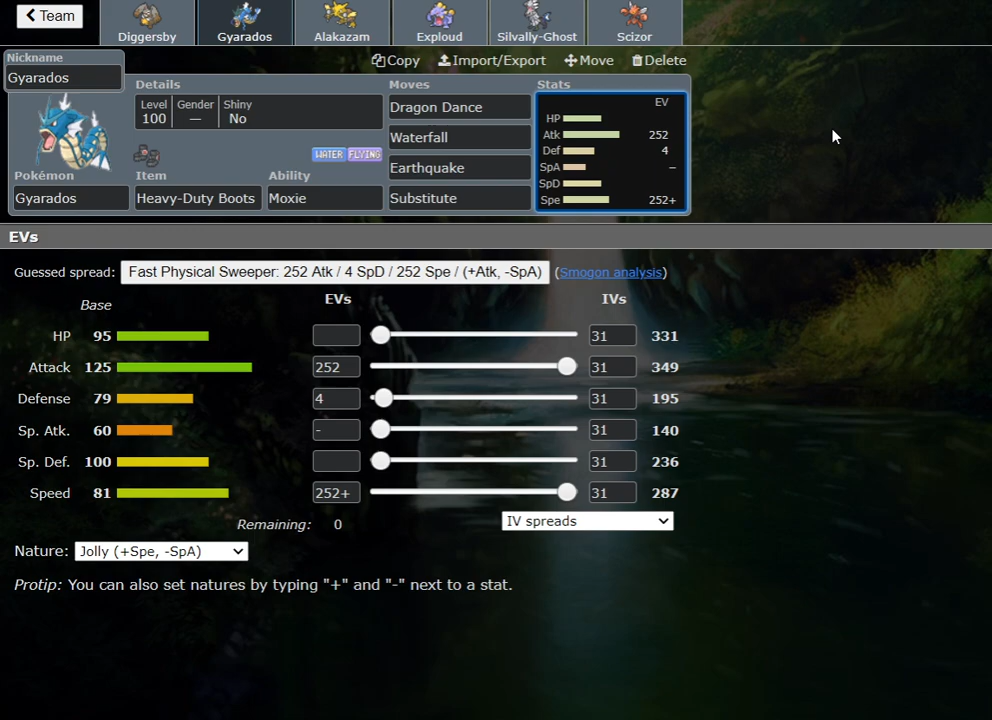 Team
Diggersby
Gyarados
Alakazam
Exploud
Silvally-Ghost
Scizor
Copy Import/Export Move Delete
Nickname
Gyarados
Details
Level Gender Shiny
100 — No
WATER FLYING
Pokémon
Gyarados
Item
Heavy-Duty Boots
Ability
Moxie
Moves
Dragon Dance
Waterfall
Earthquake
Substitute
Stats
EV
HP
Atk 252
Def 4
SpA –
SpD
Spe 252+
EVs
Guessed spread: Fast Physical Sweeper: 252 Atk / 4 SpD / 252 Spe / (+Atk, -SpA) (Smogon analysis)
Base EVs IVs
HP 95 31 331
Attack 125 252 31 349
Defense 79 4 31 195
Sp. Atk. 60 - 31 140
Sp. Def. 100 31 236
Speed 81 252+ 31 287
Remaining: 0 IV spreads
Nature: Jolly (+Spe, -SpA)
Protip: You can also set natures by typing "+" and "-" next to a stat.